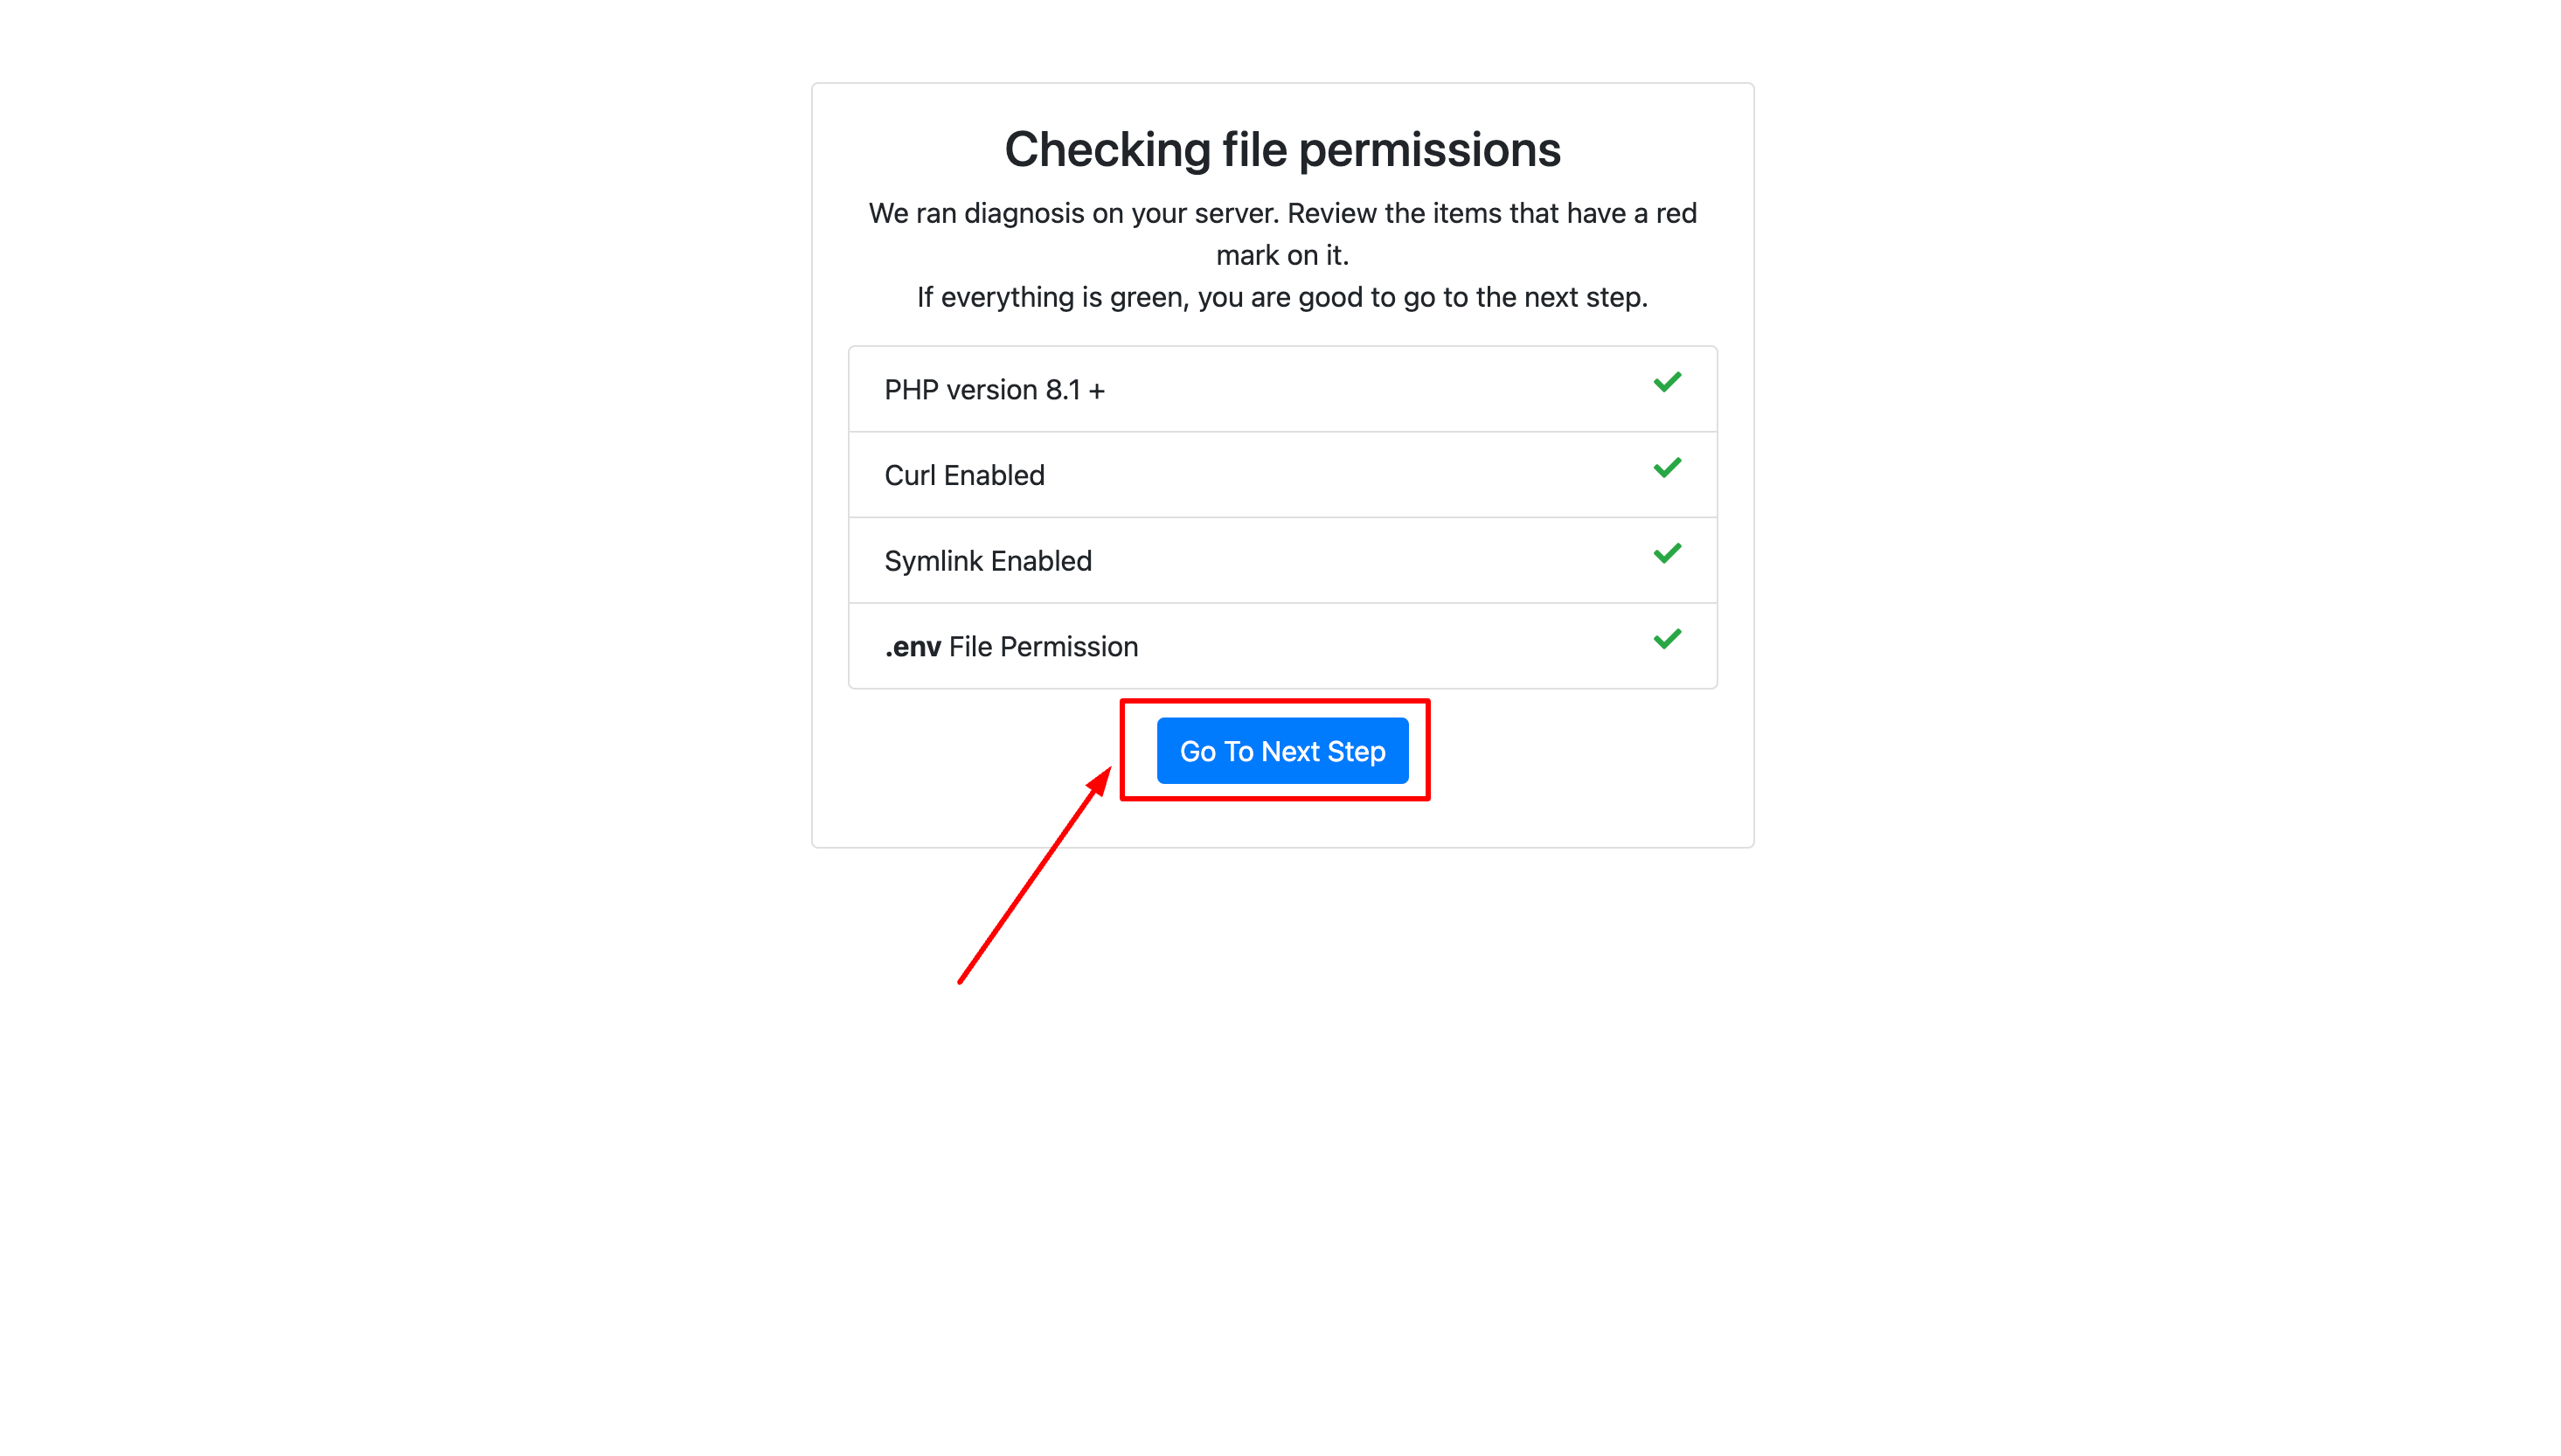 Checking file permissions
We ran diagnosis on your server. Review the items that have a red
mark on it.
If everything is green, you are good to go to the next step.
PHP version 8.1 +
Curl Enabled
Symlink Enabled
.env File Permission
Go To Next Step